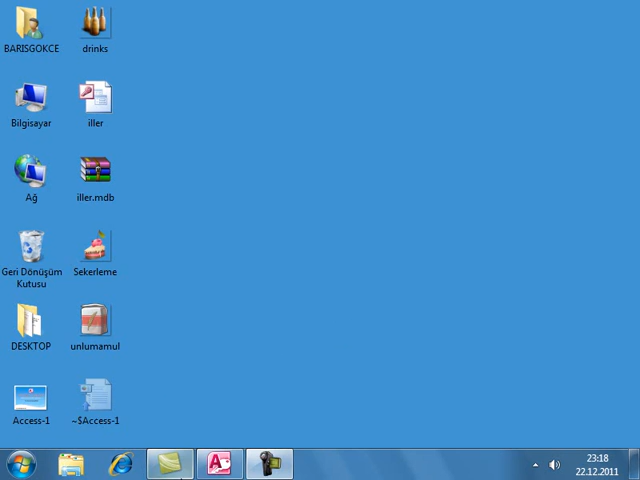 BARISGOKCE
drinks
Bilgisayar
iller
Ağ
iller.mdb
Geri Dönüşüm
Kutusu
Sekerleme
DESKTOP
unlumamul
Access-1
~$Access-1
23:18
22.12.2011